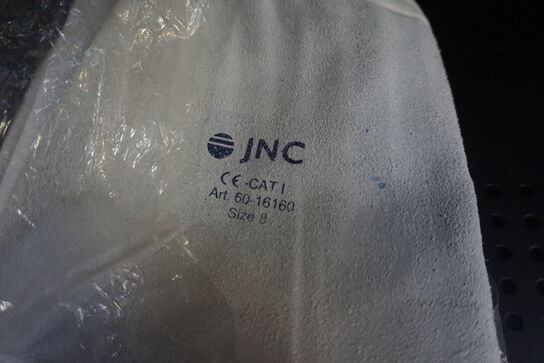 JNC
CE-CAT I
Art. 60-16160
Size 8